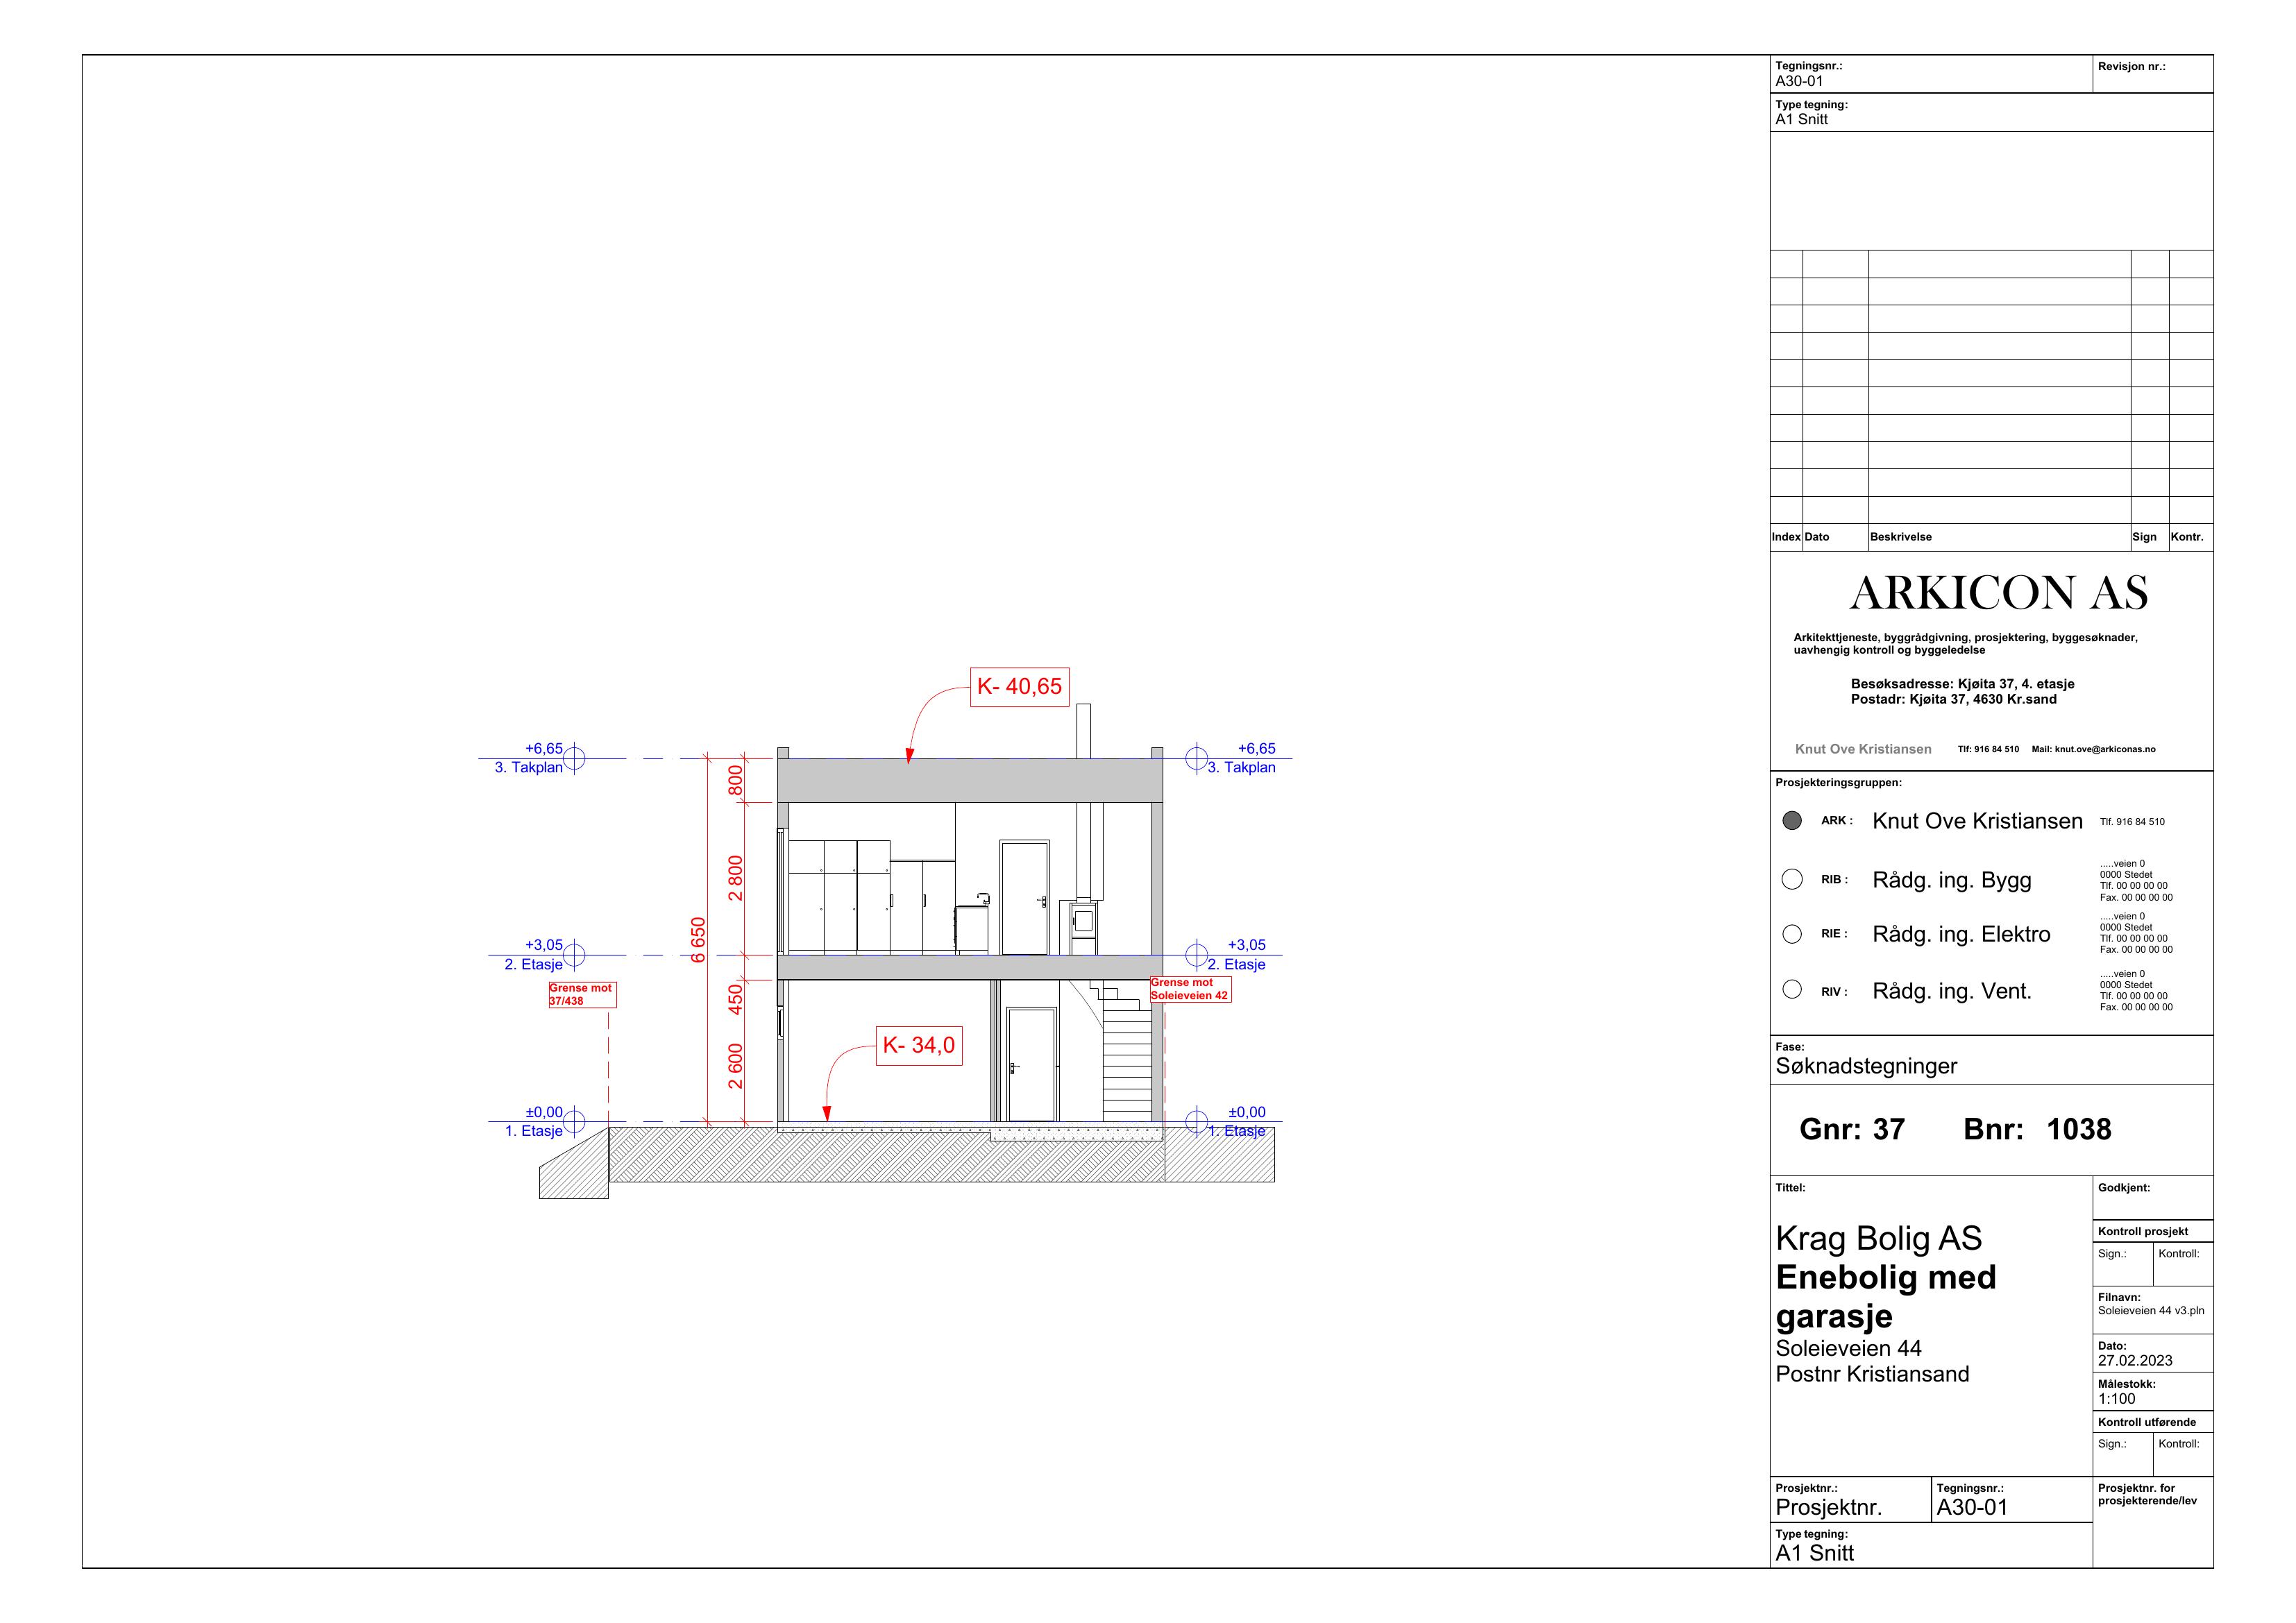 Tegningsnr.:
A30-01
Revisjon nr.:
Type tegning:
A1 Snitt
Index Dato Beskrivelse Sign Kontr.
ARKICON AS
Arkitekttjeneste, byggrådgivning, prosjektering, byggesøknader,
uavhengig kontroll og byggeledelse
Besøksadresse: Kjøita 37, 4. etasje
Postadr: Kjøita 37, 4630 Kr.sand
Knut Ove Kristiansen Tlf: 916 84 510 Mail: knut.ove@arkiconas.no
Prosjekteringsgruppen:
ARK : Knut Ove Kristiansen Tlf. 916 84 510
RIB : Rådg. ing. Bygg
.....veien 0
0000 Stedet
Tlf. 00 00 00 00
Fax. 00 00 00 00
RIE : Rådg. ing. Elektro
.....veien 0
0000 Stedet
Tlf. 00 00 00 00
Fax. 00 00 00 00
RIV : Rådg. ing. Vent.
.....veien 0
0000 Stedet
Tlf. 00 00 00 00
Fax. 00 00 00 00
Fase:
Søknadstegninger
Gnr: 37 Bnr: 1038
Tittel:
Krag Bolig AS
Enebolig med
garasje
Soleieveien 44
Postnr Kristiansand
Godkjent:
Kontroll prosjekt
Sign.: Kontroll:
Filnavn:
Soleieveien 44 v3.pln
Dato:
27.02.2023
Målestokk:
1:100
Kontroll utførende
Sign.: Kontroll:
Prosjektnr.:
Prosjektnr.
Tegningsnr.:
A30-01
Prosjektnr. for
prosjekterende/lev
Type tegning:
A1 Snitt
K- 40,65
+6,65
3. Takplan
+6,65
3. Takplan
800
2 800
6 650
+3,05
2. Etasje
+3,05
2. Etasje
Grense mot
37/438
Grense mot
Soleieveien 42
450
K- 34,0
2 600
±0,00
1. Etasje
±0,00
1. Etasje